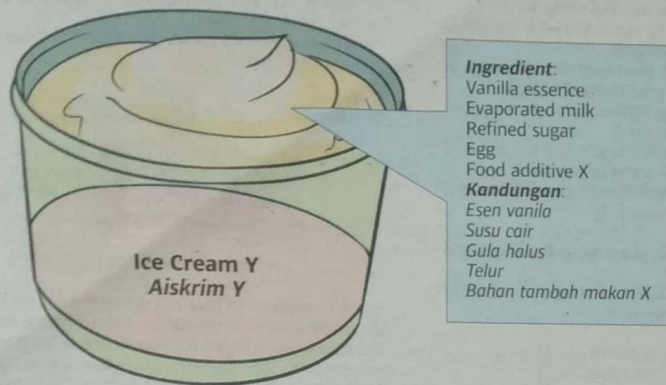 Ice Cream Y
Aiskrim Y
Ingredient:
Vanilla essence
Evaporated milk
Refined sugar
Egg
Food additive X
Kandungan:
Esen vanila
Susu cair
Gula halus
Telur
Bahan tambah makan X